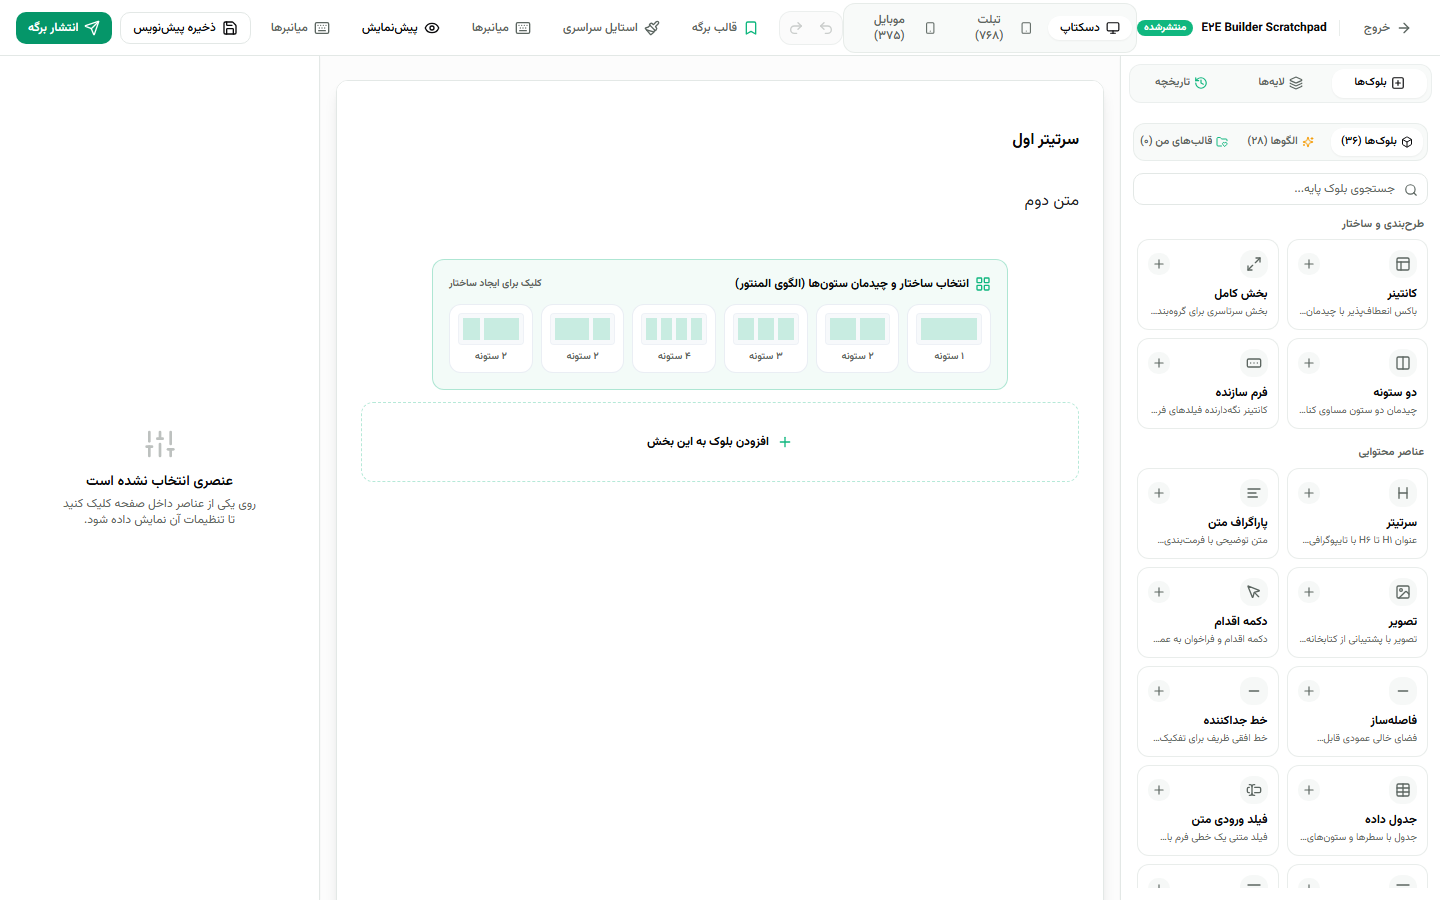 خروج
E2E Builder Scratchpad
منتشرشده
دسکتاپ
تبلت (۷۶۸)
موبایل (۳۷۵)
قالب برگه
استایل سراسری
میانبرها
پیش‌نمایش
میانبرها
ذخیره پیش‌نویس
انتشار برگه
بلوک‌ها
لایه‌ها
تاریخچه
بلوک‌ها (۳۶)
الگوها (۲۸)
قالب‌های من (۰)
جستجوی بلوک پایه...
طرح‌بندی و ساختار
کانتینر
باکس انعطاف‌پذیر با چیدمان...
بخش کامل
بخش سرتاسری برای گروه‌بند...
دو ستونه
چیدمان دو ستون مساوی کنا...
فرم سازنده
کانتینر نگه‌دارنده فیلدهای فر...
عناصر محتوایی
سرتیتر
عنوان H۱ تا H۶ با تایپوگرافی...
پاراگراف متن
متن توضیحی با فرمت‌بندی...
تصویر
تصویر با پشتیبانی از کتابخانه...
دکمه اقدام
دکمه اقدام و فراخوان به عمـ...
فاصله‌ساز
فضای خالی عمودی قابل...
خط جداکننده
خط افقی ظریف برای تفکیک...
جدول داده
جدول با سطرها و ستون‌های...
فیلد ورودی متن
فیلد متنی یک خطی فرم با...
سرتیتر اول
متن دوم
انتخاب ساختار و چیدمان ستون‌ها (الگوی المنتور)
کلیک برای ایجاد ساختار
۱ ستونه
۲ ستونه
۳ ستونه
۴ ستونه
۲ ستونه
۲ ستونه
افزودن بلوک به این بخش
عنصری انتخاب نشده است
روی یکی از عناصر داخل صفحه کلیک کنید
تا تنظیمات آن نمایش داده شود.